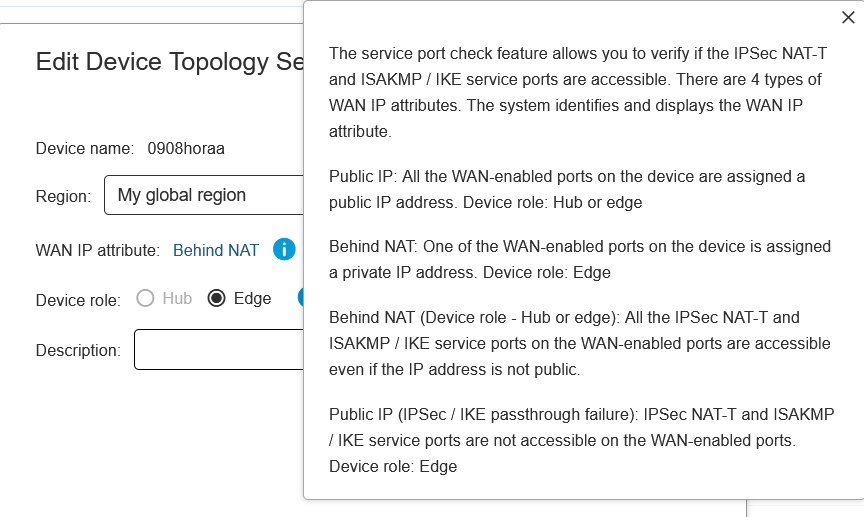 Edit Device Topology Se
Device name: 0908horaa
Region: My global region
WAN IP attribute: Behind NAT
Device role: Hub Edge
Description:
The service port check feature allows you to verify if the IPSec NAT-T
and ISAKMP / IKE service ports are accessible. There are 4 types of
WAN IP attributes. The system identifies and displays the WAN IP
attribute.
Public IP: All the WAN-enabled ports on the device are assigned a
public IP address. Device role: Hub or edge
Behind NAT: One of the WAN-enabled ports on the device is assigned
a private IP address. Device role: Edge
Behind NAT (Device role - Hub or edge): All the IPSec NAT-T and
ISAKMP / IKE service ports on the WAN-enabled ports are accessible
even if the IP address is not public.
Public IP (IPSec / IKE passthrough failure): IPSec NAT-T and ISAKMP
/ IKE service ports are not accessible on the WAN-enabled ports.
Device role: Edge